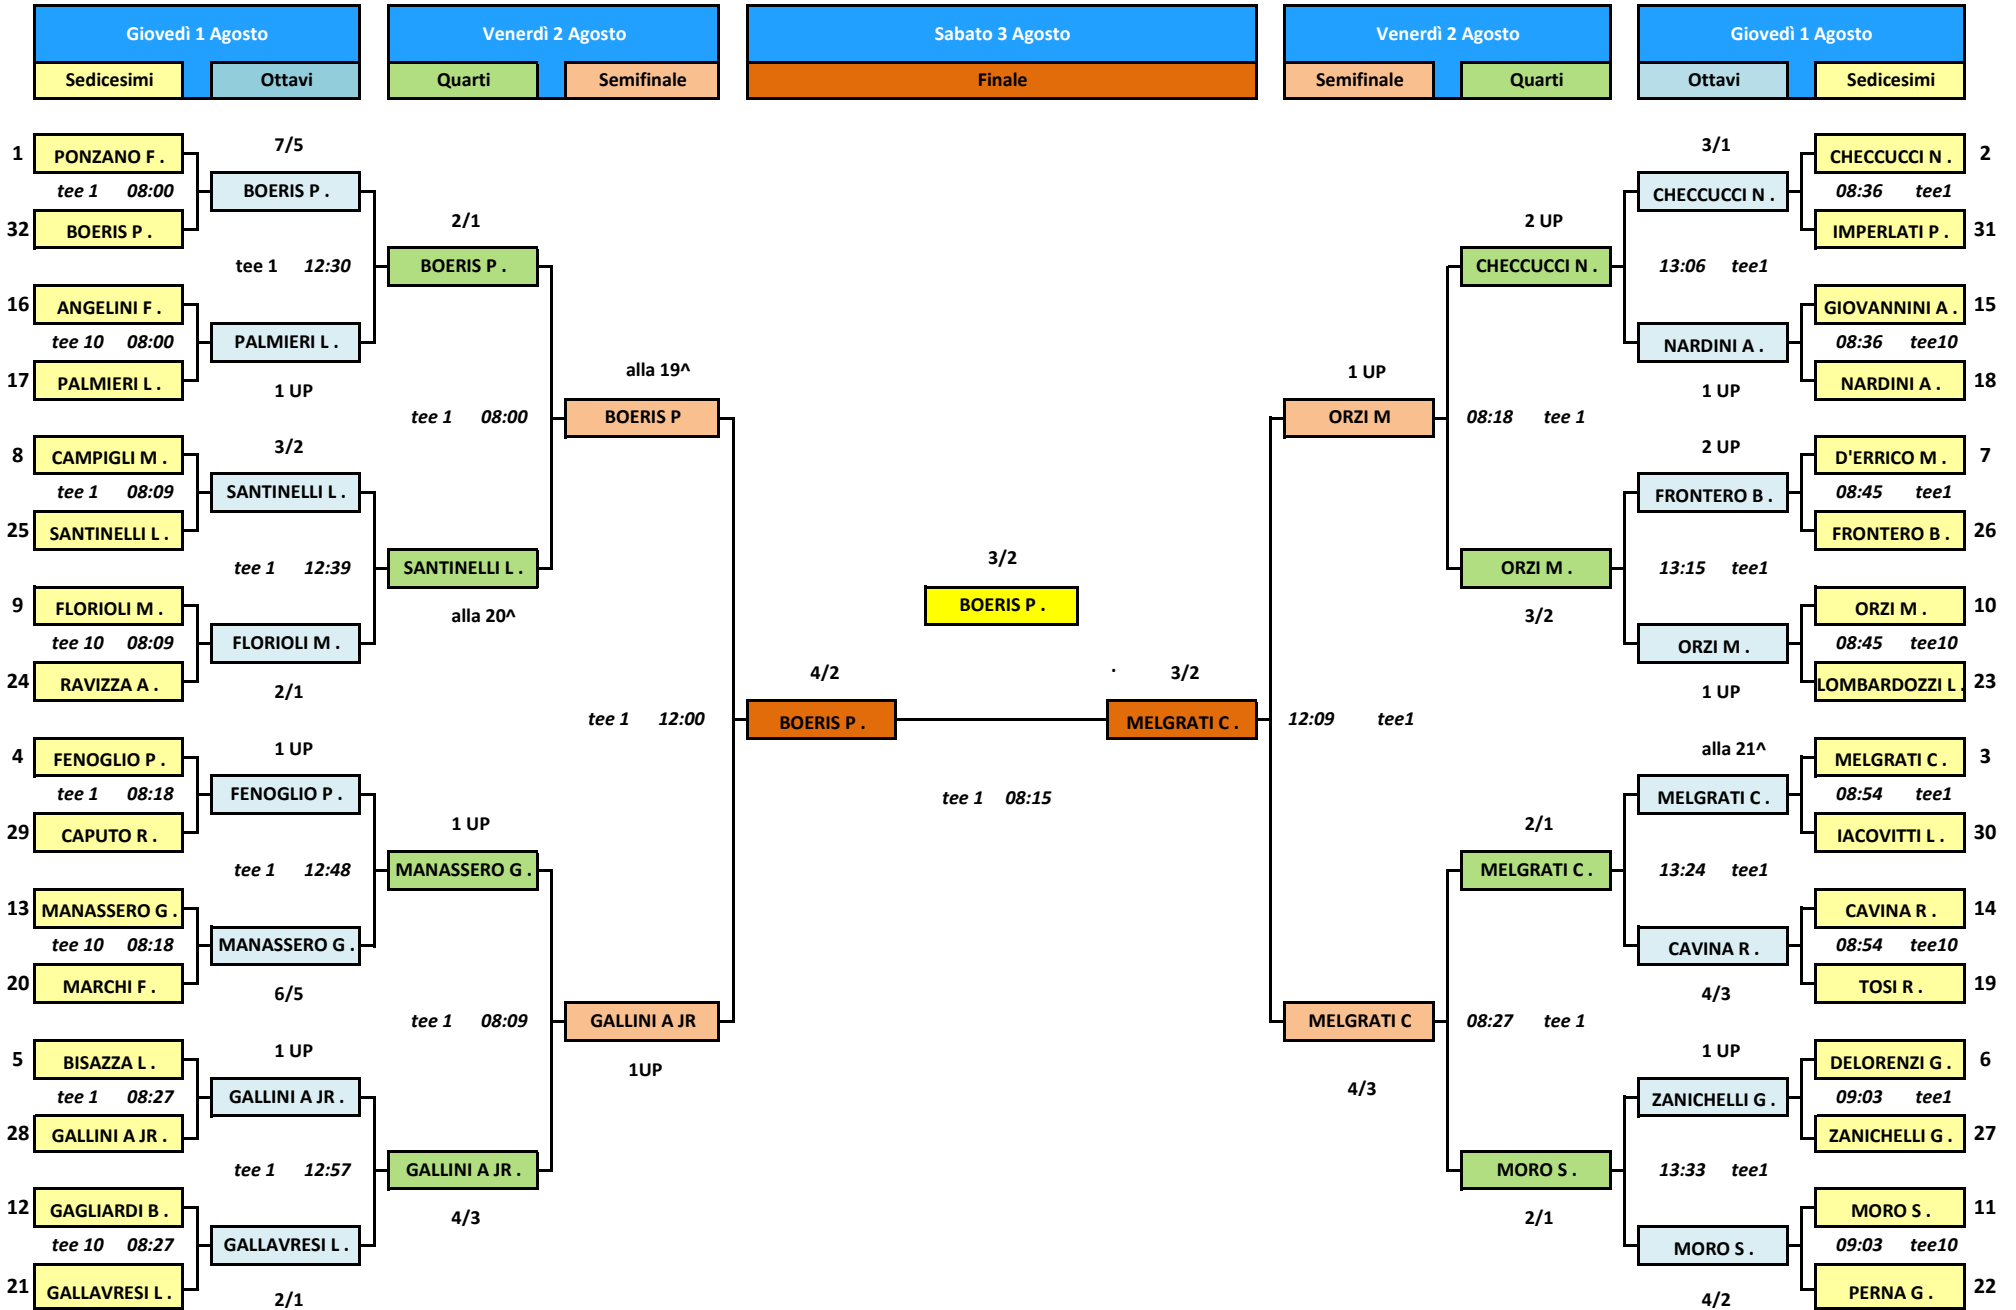 Giovedì 1 Agosto
Venerdì 2 Agosto
Sabato 3 Agosto
Venerdì 2 Agosto
Giovedì 1 Agosto
Sedicesimi
Ottavi
Quarti
Semifinale
Finale
Semifinale
Quarti
Ottavi
Sedicesimi
1
PONZANO F .
tee 1 08:00
32
BOERIS P .
16
ANGELINI F .
tee 10 08:00
17
PALMIERI L .
8
CAMPIGLI M .
tee 1 08:09
25
SANTINELLI L .
9
FLORIOLI M .
tee 10 08:09
24
RAVIZZA A .
4
FENOGLIO P .
tee 1 08:18
29
CAPUTO R .
13
MANASSERO G .
tee 10 08:18
20
MARCHI F .
5
BISAZZA L .
tee 1 08:27
28
GALLINI A JR .
12
GAGLIARDI B .
tee 10 08:27
21
GALLAVRESI L .
7/5
BOERIS P .
tee 1 12:30
PALMIERI L .
1 UP
3/2
SANTINELLI L .
tee 1 12:39
FLORIOLI M .
2/1
1 UP
FENOGLIO P .
tee 1 12:48
MANASSERO G .
6/5
1 UP
GALLINI A JR .
tee 1 12:57
GALLAVRESI L .
2/1
2/1
BOERIS P .
tee 1 08:00
SANTINELLI L .
alla 20^
1 UP
MANASSERO G .
tee 1 08:09
GALLINI A JR .
4/3
alla 19^
BOERIS P
tee 1 12:00
GALLINI A JR
1UP
3/2
BOERIS P .
4/2
BOERIS P .
.
3/2
MELGRATI C .
tee 1 08:15
1 UP
ORZI M
12:09 tee1
MELGRATI C
4/3
2 UP
CHECCUCCI N .
08:18 tee 1
ORZI M .
3/2
2/1
MELGRATI C .
08:27 tee 1
MORO S .
2/1
3/1
CHECCUCCI N .
13:06 tee1
NARDINI A .
1 UP
2 UP
FRONTERO B .
13:15 tee1
ORZI M .
1 UP
alla 21^
MELGRATI C .
13:24 tee1
CAVINA R .
4/3
1 UP
ZANICHELLI G .
13:33 tee1
MORO S .
4/2
CHECCUCCI N .
2
08:36 tee1
IMPERLATI P .
31
GIOVANNINI A .
15
08:36 tee10
NARDINI A .
18
D'ERRICO M .
7
08:45 tee1
FRONTERO B .
26
ORZI M .
10
08:45 tee10
LOMBARDOZZI L .
23
MELGRATI C .
3
08:54 tee1
IACOVITTI L .
30
CAVINA R .
14
08:54 tee10
TOSI R .
19
DELORENZI G .
6
09:03 tee1
ZANICHELLI G .
27
MORO S .
11
09:03 tee10
PERNA G .
22